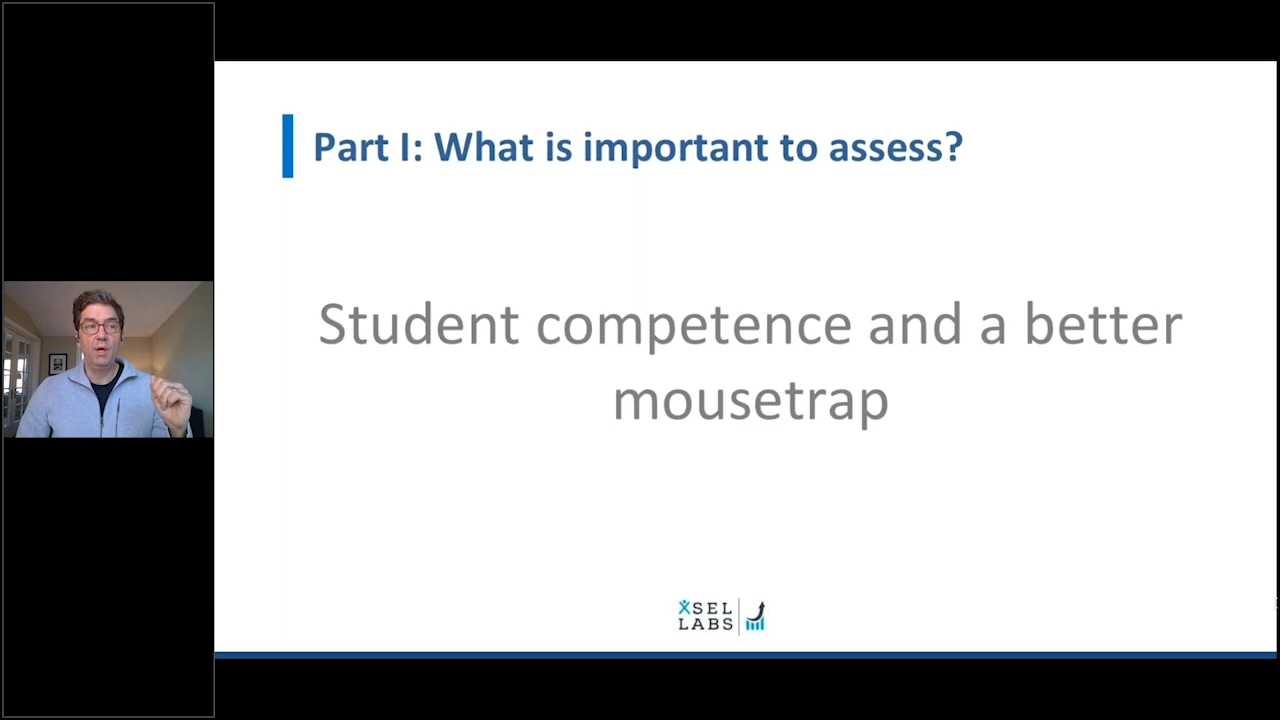 Part I: What is important to assess?
Student competence and a better
mousetrap
XSEL
LABS